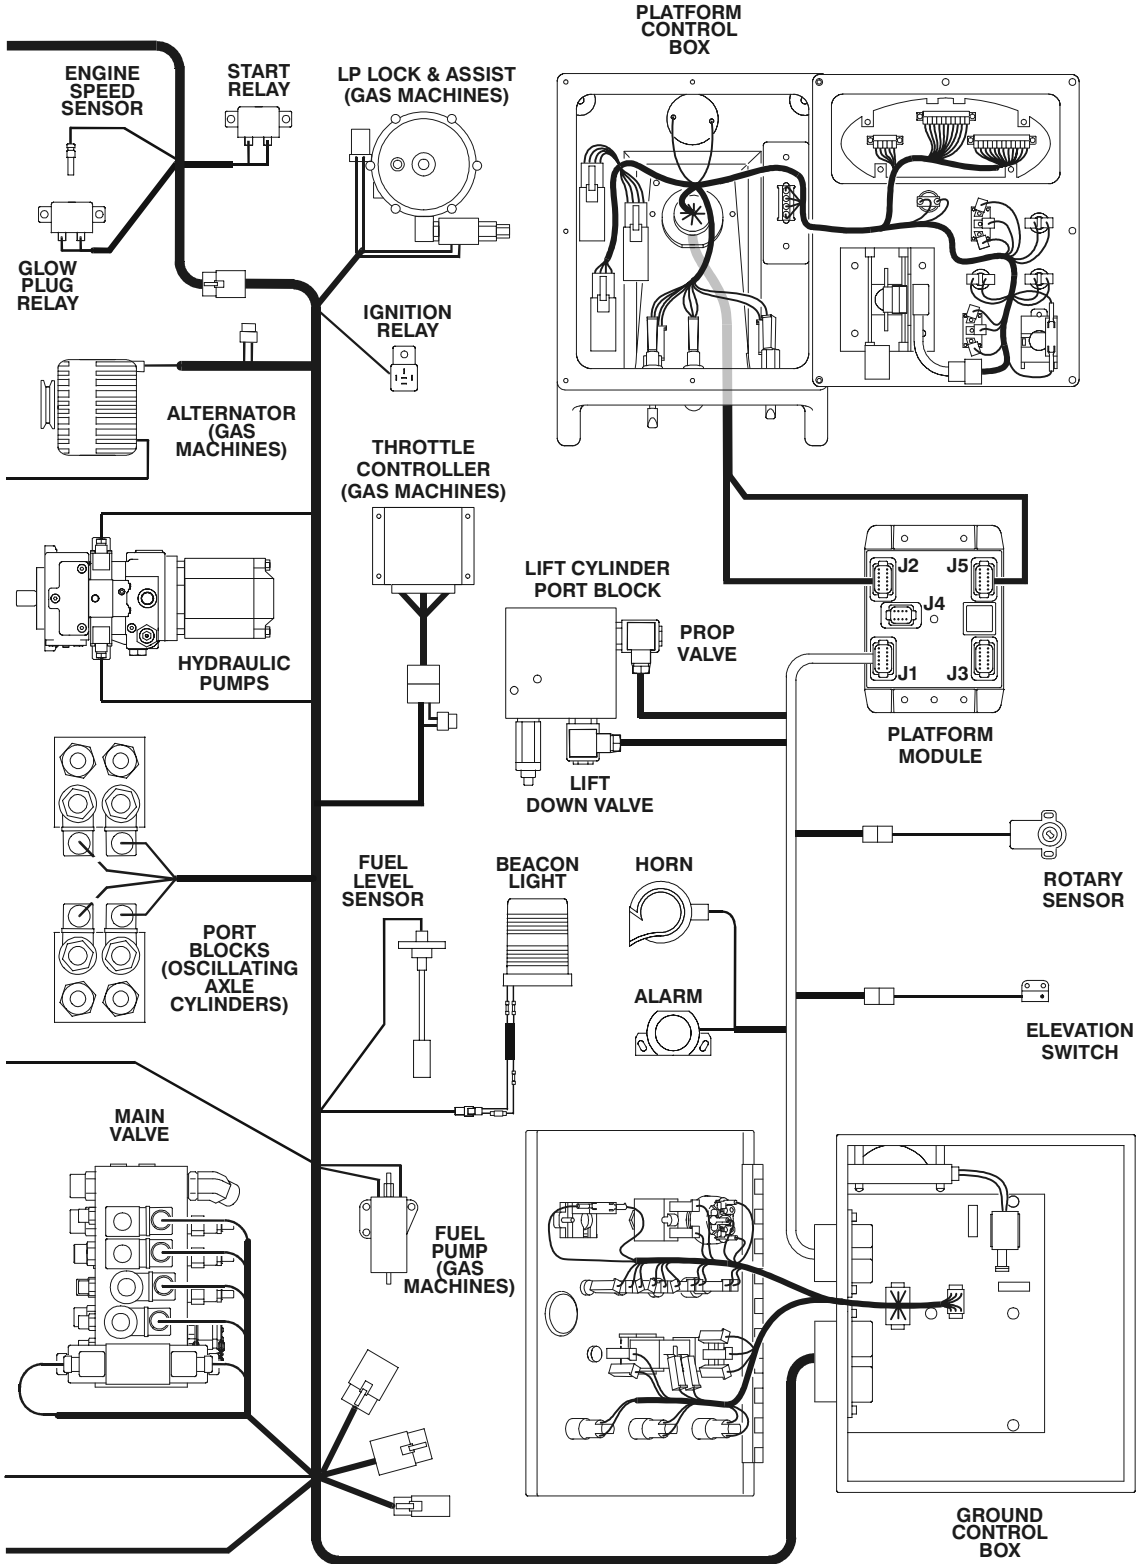 PLATFORM
CONTROL
BOX
ENGINE
SPEED
SENSOR
START
RELAY
LP LOCK & ASSIST
(GAS MACHINES)
GLOW
PLUG
RELAY
IGNITION
RELAY
ALTERNATOR
(GAS
MACHINES)
THROTTLE
CONTROLLER
(GAS MACHINES)
LIFT CYLINDER
PORT BLOCK
J2
J5
J4
J1
J3
PROP
VALVE
HYDRAULIC
PUMPS
PLATFORM
MODULE
LIFT
DOWN VALVE
FUEL
LEVEL
SENSOR
BEACON
LIGHT
HORN
ROTARY
SENSOR
PORT
BLOCKS
(OSCILLATING
AXLE
CYLINDERS)
ALARM
ELEVATION
SWITCH
MAIN
VALVE
FUEL
PUMP
(GAS
MACHINES)
GROUND
CONTROL
BOX